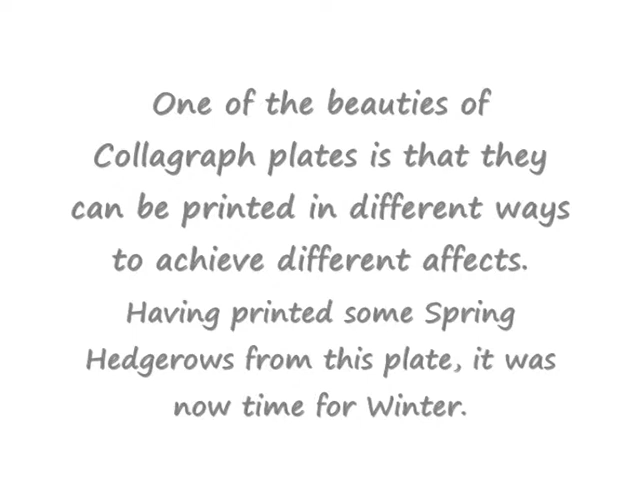 One of the beauties of
Collagraph plates is that they
can be printed in different ways
to achieve different affects.
Having printed some Spring
Hedgerows from this plate, it was
now time for Winter.